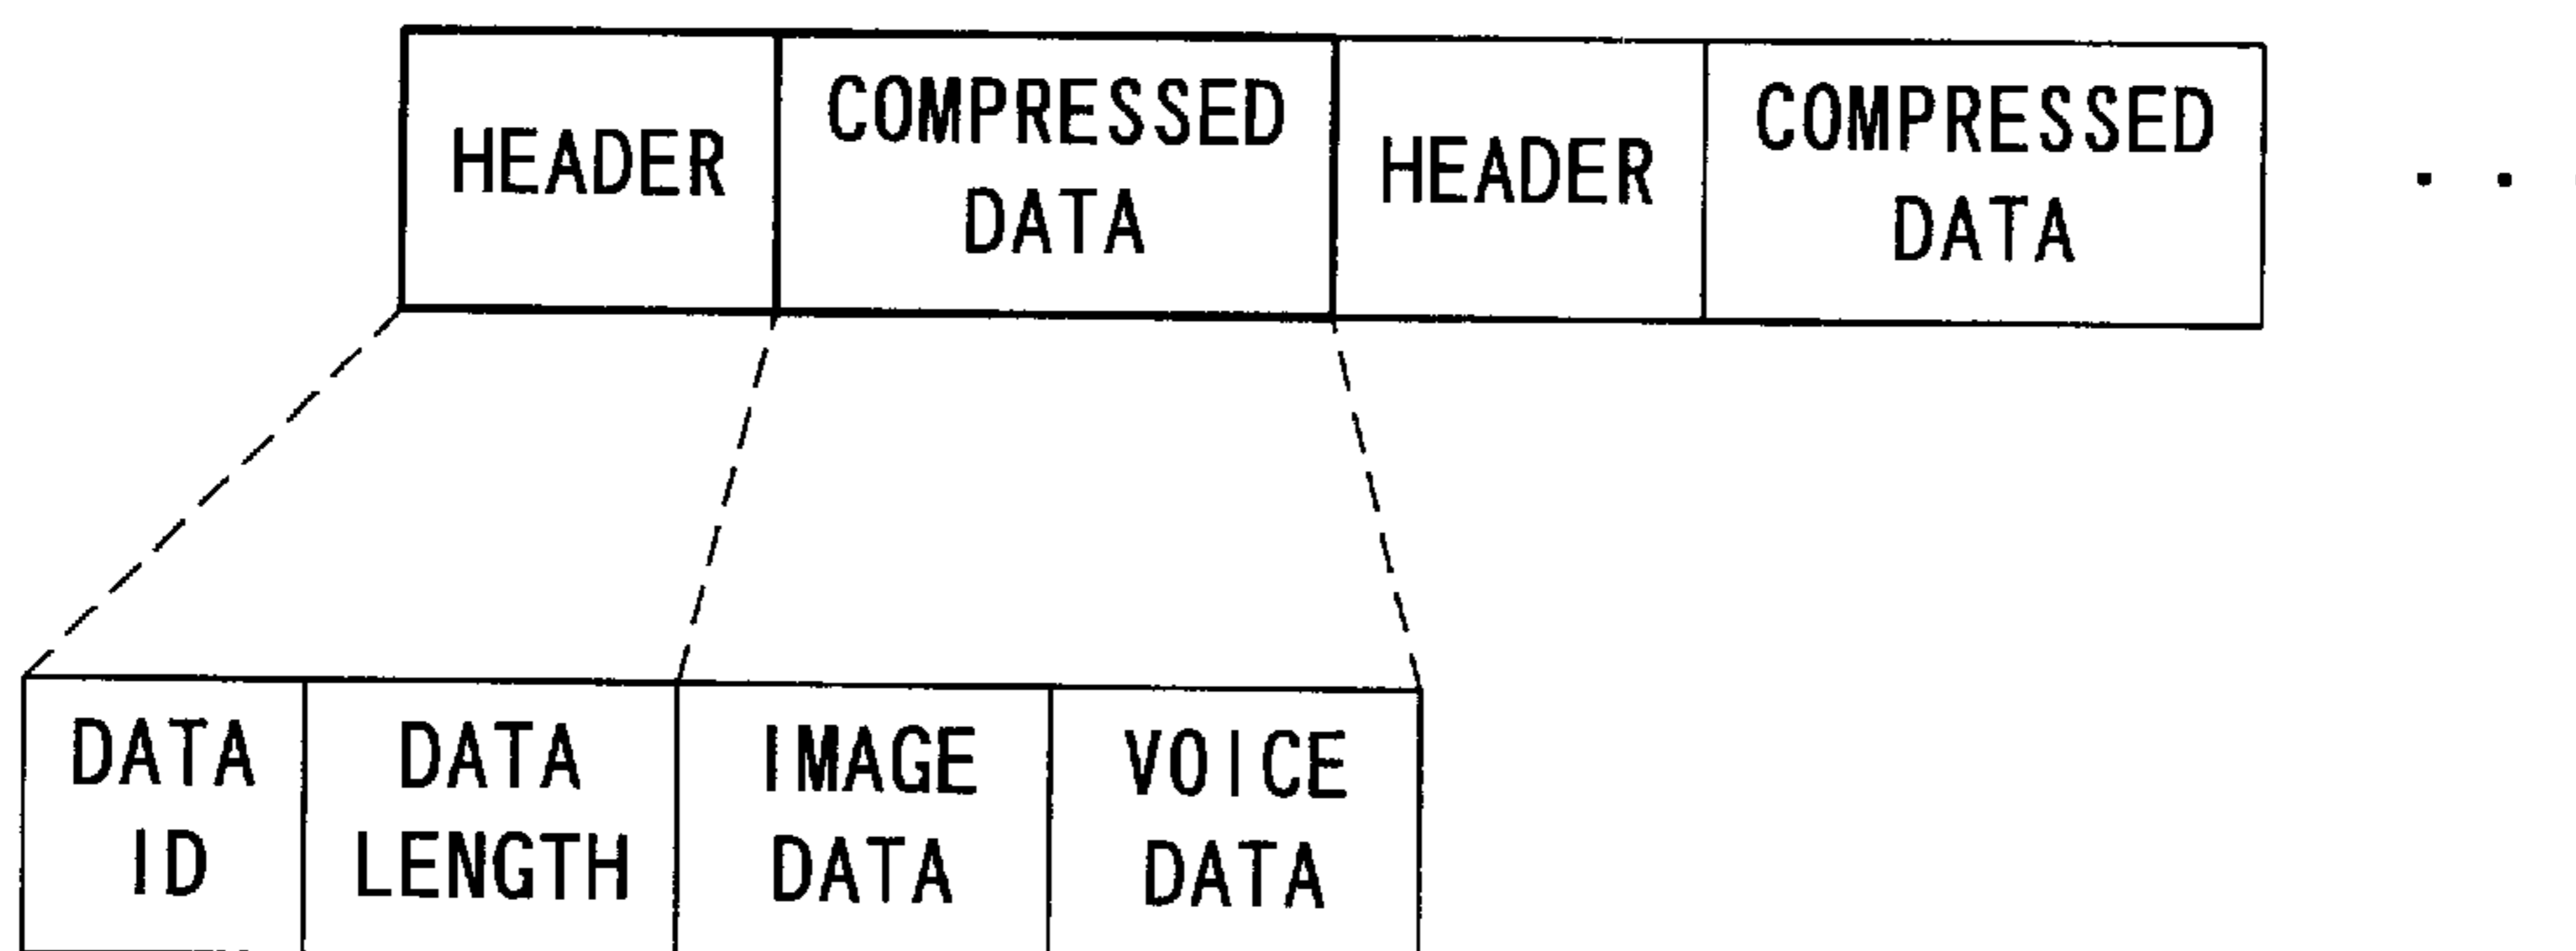 HEADER
COMPRESSED
DATA
HEADER
COMPRESSED
DATA
. . .
DATA
ID
DATA
LENGTH
IMAGE
DATA
VOICE
DATA